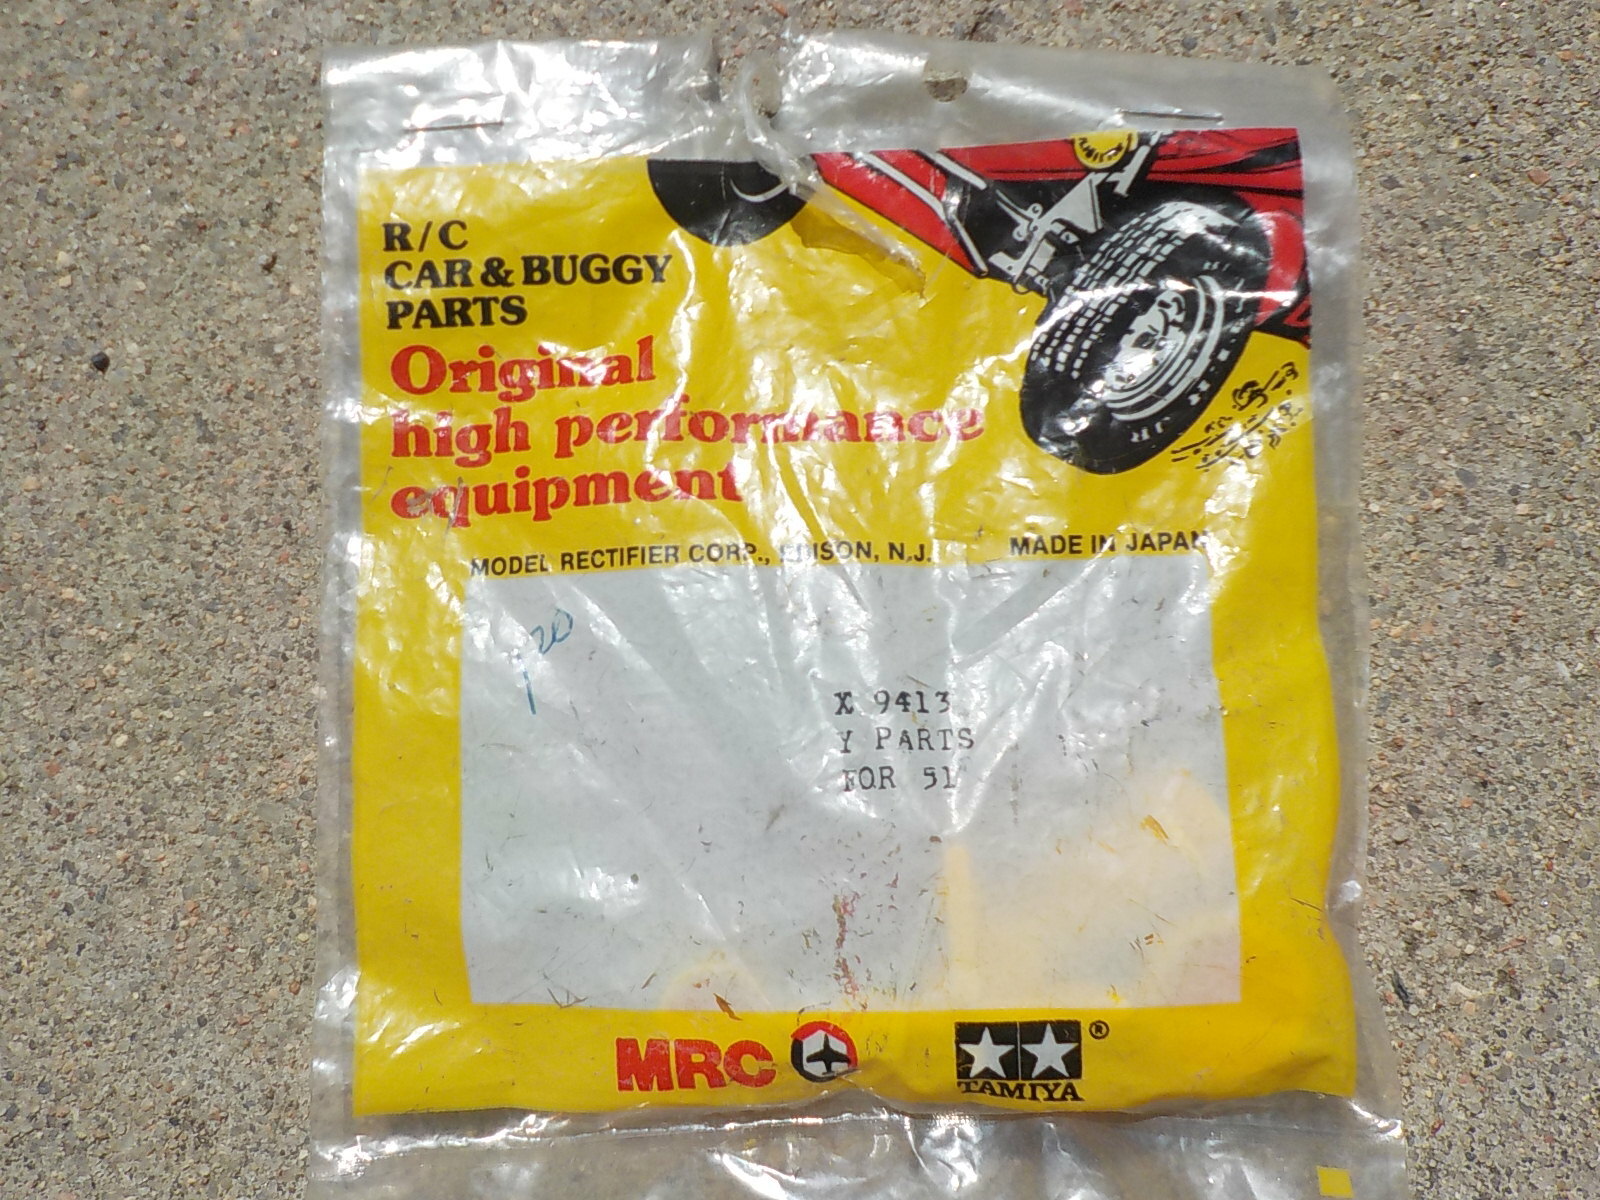 R/C
CAR & BUGGY
PARTS
Original
high performance
equipment
MODEL RECTIFIER CORP., EDISON, N.J. MADE IN JAPAN
X 9413
Y PARTS
FOR 51
MRC
®
TAMIYA